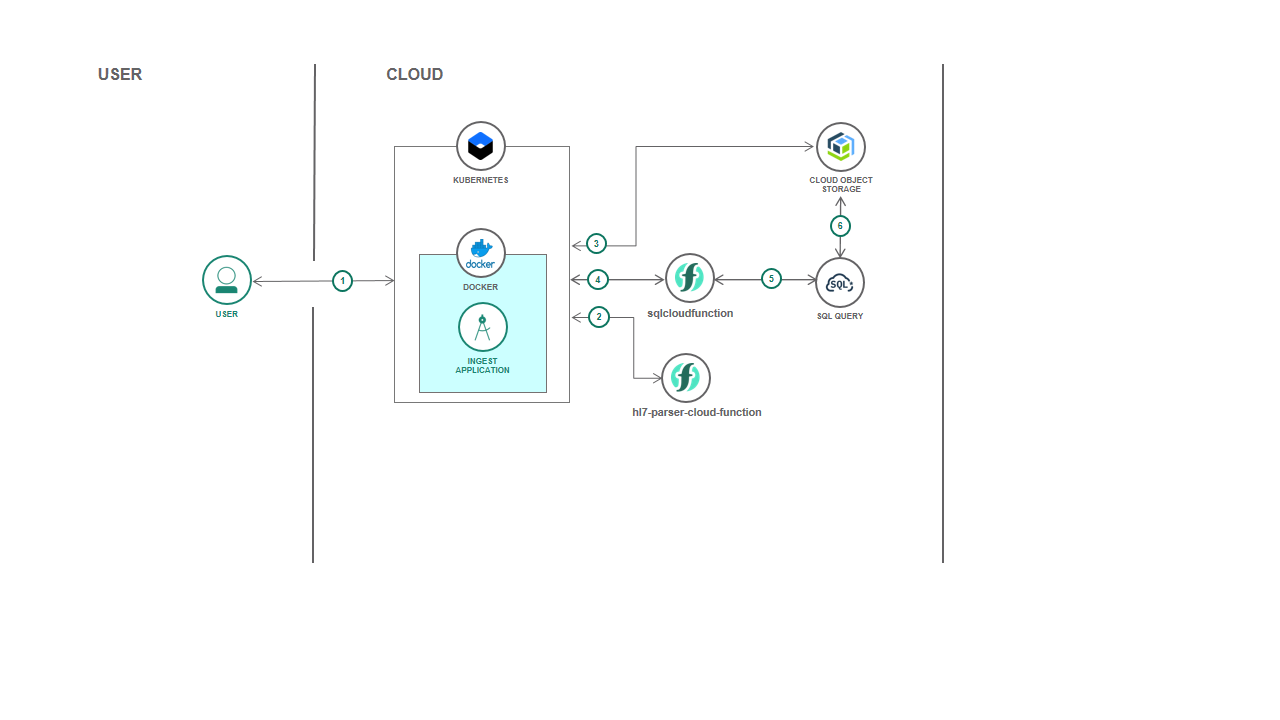 USER
CLOUD
KUBERNETES
CLOUD OBJECT
STORAGE
6
3
docker
DOCKER
1
4
5
SQL
USER
sqlcloudfunction
SQL QUERY
2
INGEST
APPLICATION
hl7-parser-cloud-function